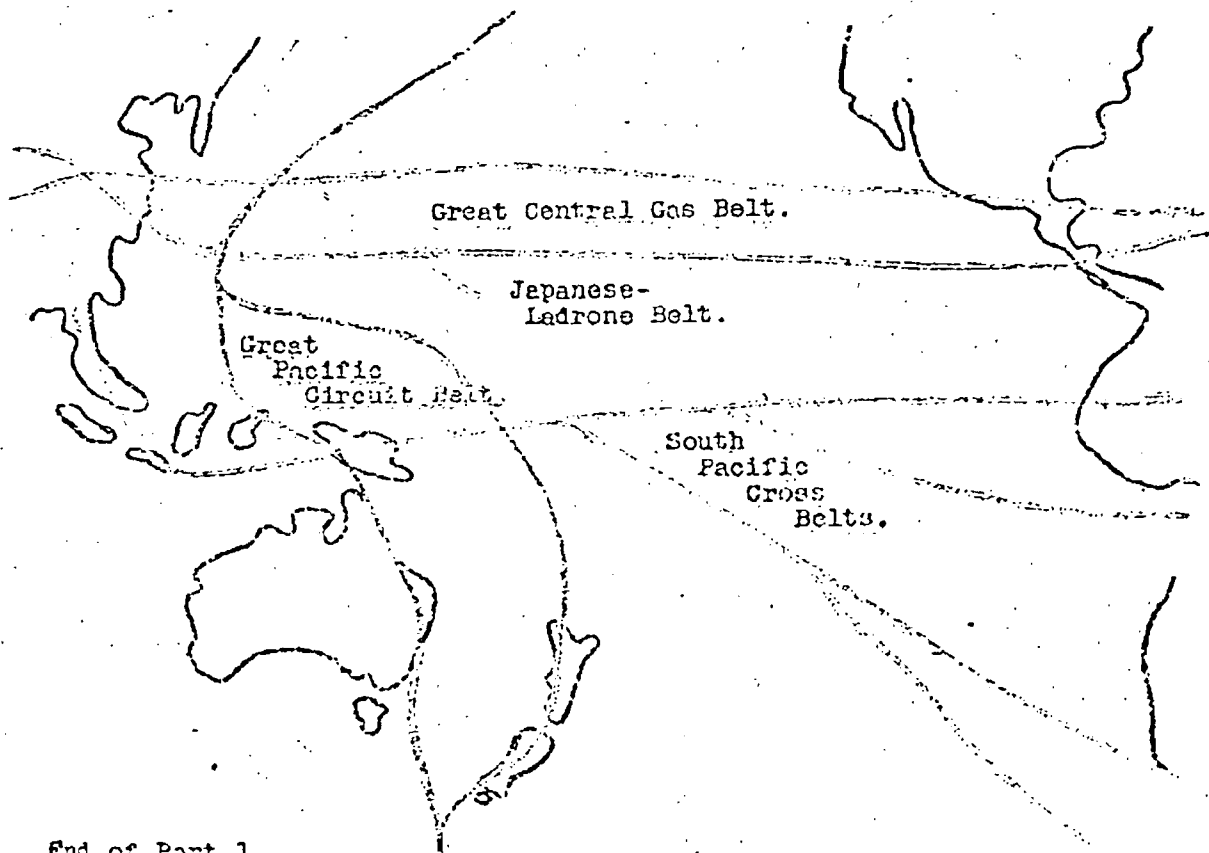 Great Central Gas Belt.
Japanese-
Ladrone Belt.
Great
Pacific
Circuit Belt.
South
Pacific
Cross
Belts.
End of Part 1